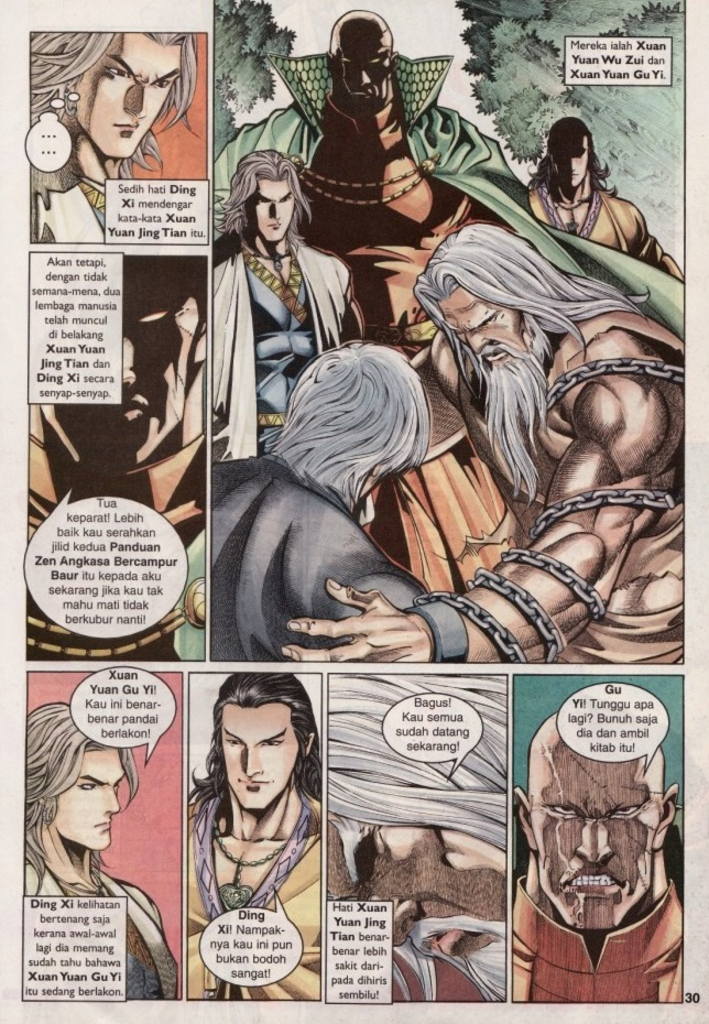 ...
...
Sedih hati Ding
Xi mendengar
kata-kata Xuan
Yuan Jing Tian itu.
Mereka ialah Xuan
Yuan Wu Zui dan
Xuan Yuan Gu Yi.
Akan tetapi,
dengan tidak
semana-mena, dua
lembaga manusia
telah muncul
di belakang
Xuan Yuan
Jing Tian dan
Ding Xi secara
senyap-senyap.
Tua
keparat! Lebih
baik kau serahkan
jilid kedua Panduan
Zen Angkasa Bercampur
Baur itu kepada aku
sekarang jika kau tak
mahu mati tidak
berkubur nanti!
Xuan
Yuan Gu Yi!
Kau ini benar-
benar pandai
berlakon!
Ding Xi kelihatan
bertenang saja
kerana awal-awal
lagi dia memang
sudah tahu bahawa
Xuan Yuan Gu Yi
itu sedang berlakon.
Ding
Xi! Nampak-
nya kau ini pun
bukan bodoh
sangat!
Bagus!
Kau semua
sudah datang
sekarang!
Hati Xuan
Yuan Jing
Tian benar-
benar lebih
sakit dari-
pada dihiris
sembilu!
Gu
Yi! Tunggu apa
lagi? Bunuh saja
dia dan ambil
kitab itu!
30